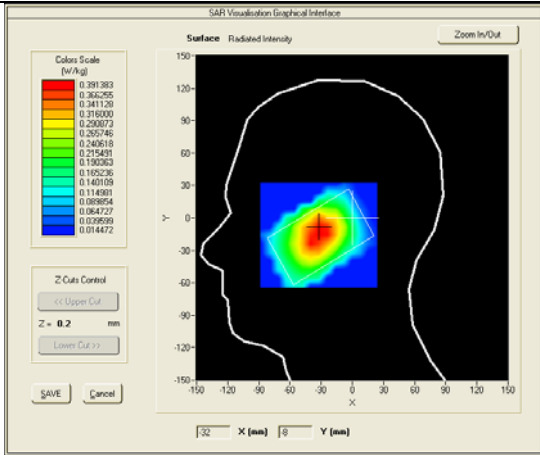 SAR Visualisation Graphical Interface
Surface Radiated Intensity
Zoom In/Out
Colors Scale
(W/kg)
0.391383
0.366255
0.341128
0.316000
0.290873
0.265746
0.240618
0.215491
0.190363
0.165236
0.140109
0.114981
0.089854
0.064727
0.039599
0.014472
Z Cuts Control
<< Upper Cut
Z = 0.2 mm
Lower Cut >>
SAVE Cancel
150-
120-
90-
60-
30-
0-
-30-
-60-
-90-
-120-
-150-
Y
-150 -120 -90 -60 -30 0 30 60 90 120 150
X
-32 X (mm) -8 Y (mm)